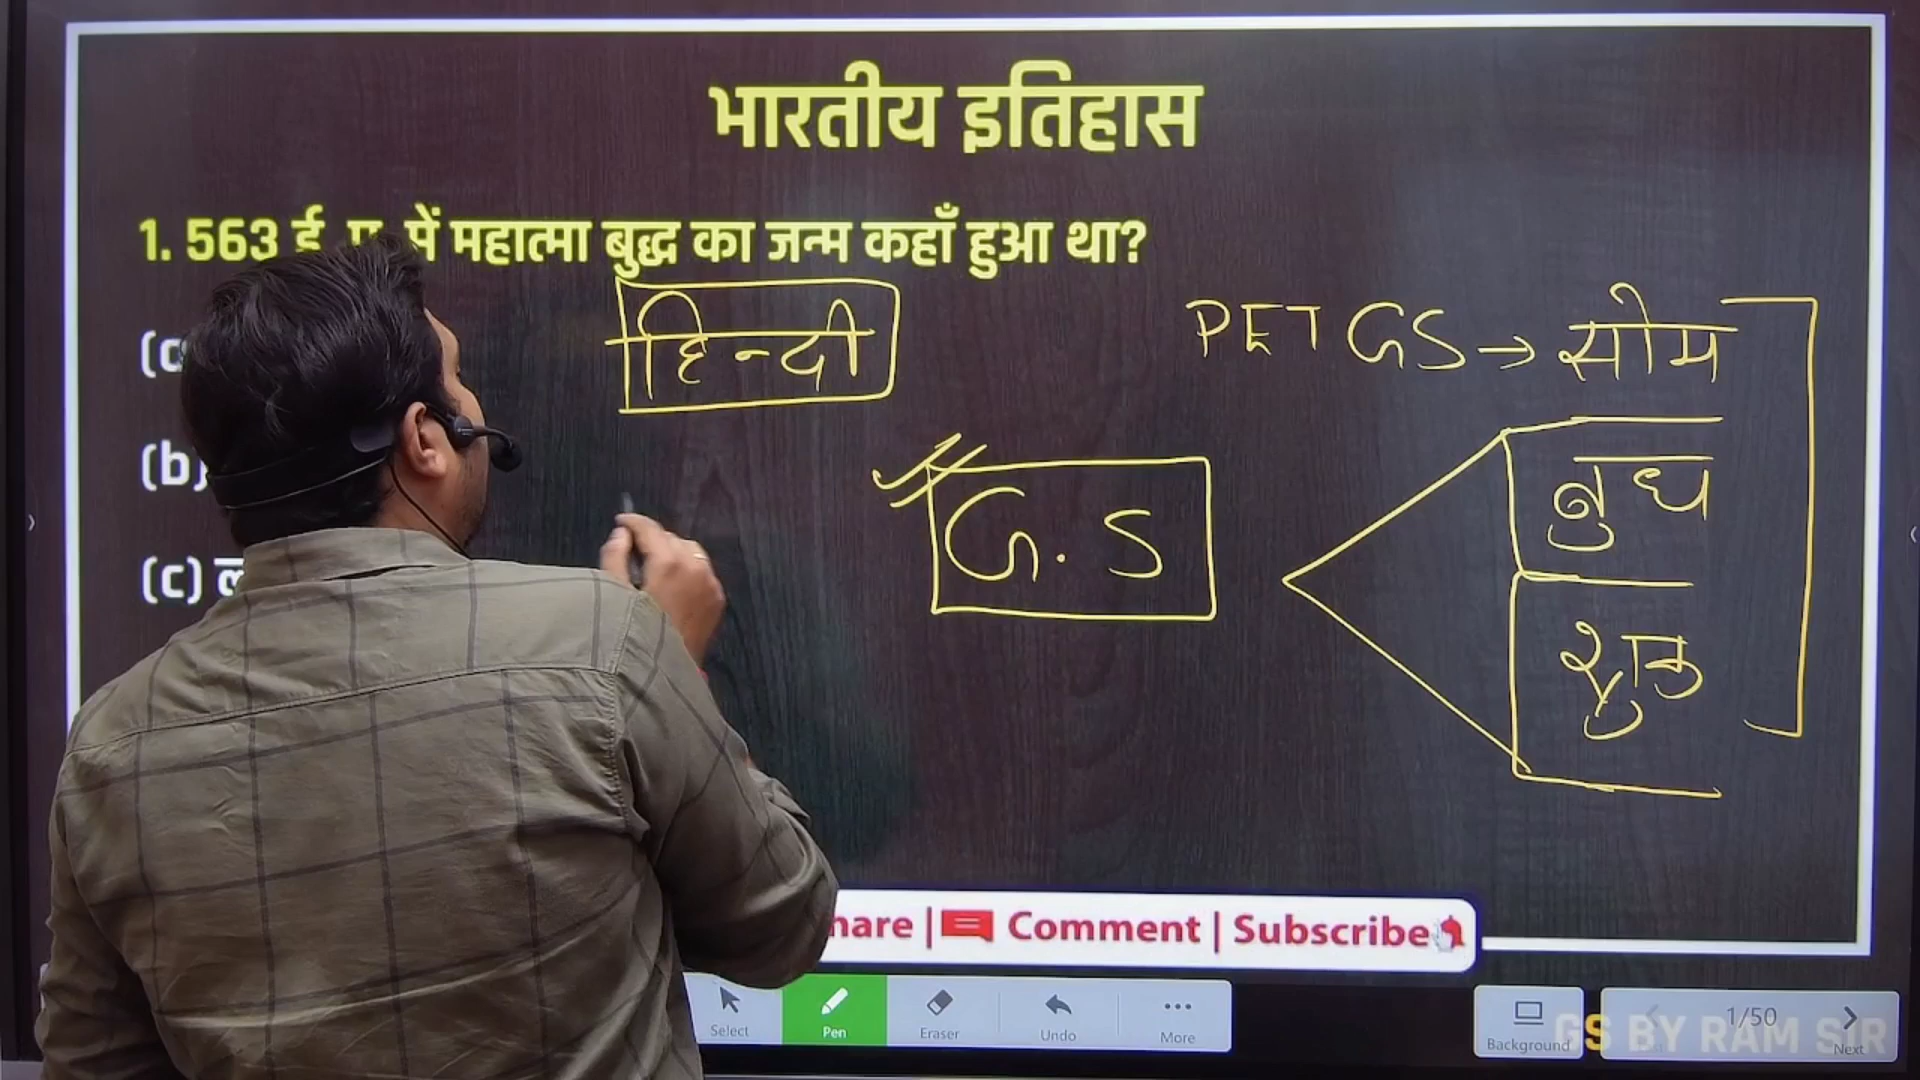 भारतीय इतिहास
1. 563 ई. पू. में महात्मा बुद्ध का जन्म कहाँ हुआ था?
हिन्दी
PET GS → सोम
(b)
G.S
बुध
(c)
शुक्र
Comment | Subscribe
Select
Pen
Eraser
Undo
More
Background
1/50
Next
GS BY RAM SIR